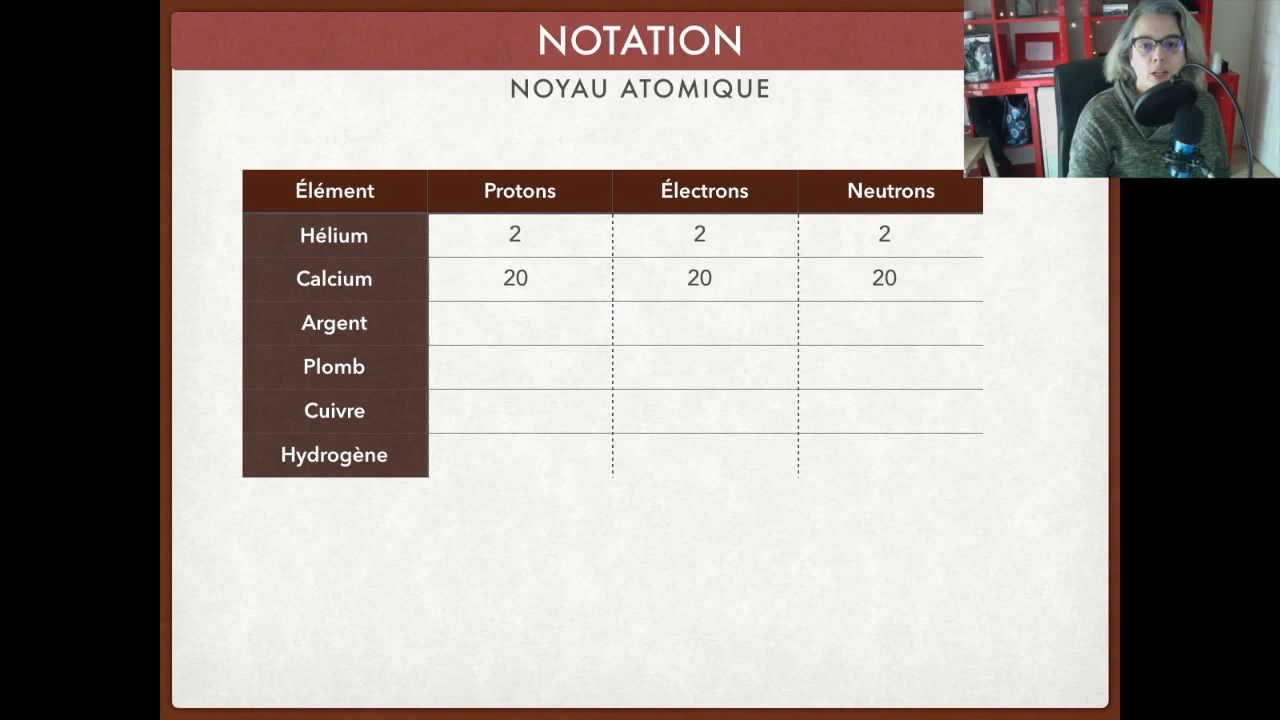 NOTATION
NOYAU ATOMIQUE
Élément Protons Électrons Neutrons
Hélium 2 2 2
Calcium 20 20 20
Argent
Plomb
Cuivre
Hydrogène